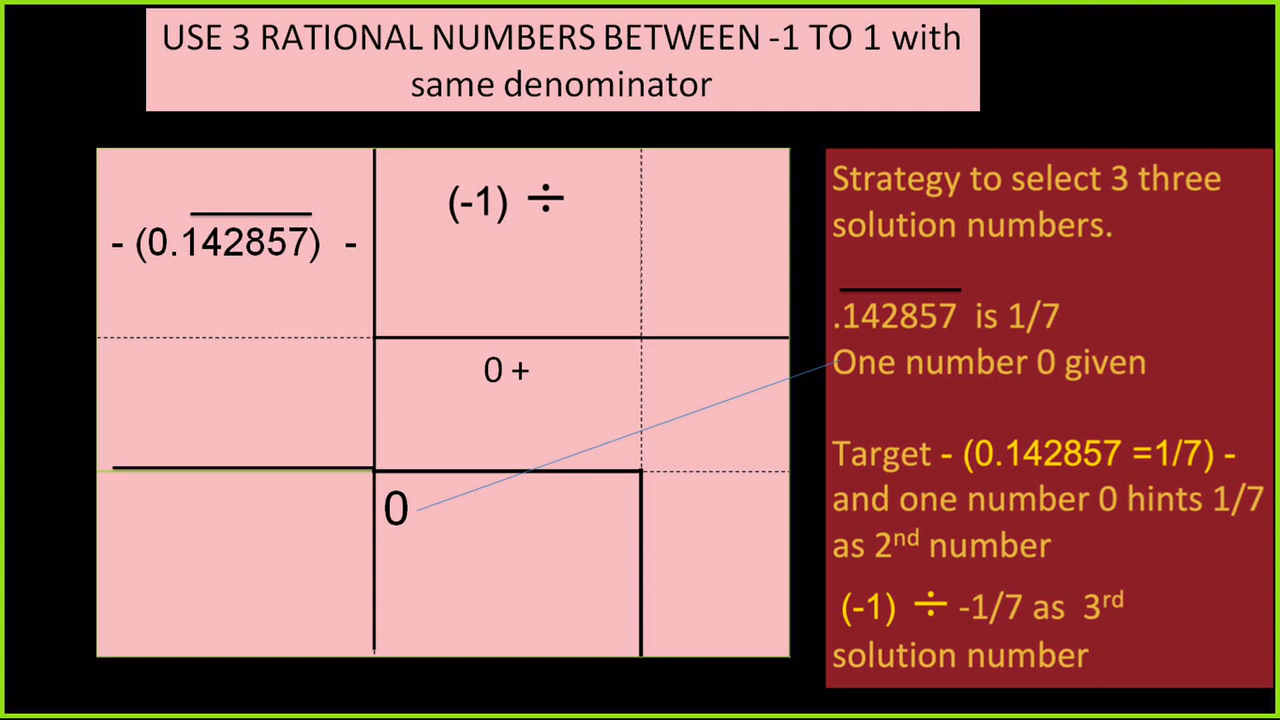 USE 3 RATIONAL NUMBERS BETWEEN -1 TO 1 with
same denominator
- (0.142857) -
(-1) ÷
0 +
0
Strategy to select 3 three
solution numbers.
.142857 is 1/7
One number 0 given
Target - (0.142857 =1/7) -
and one number 0 hints 1/7
as 2nd number
(-1) ÷ -1/7 as 3rd
solution number